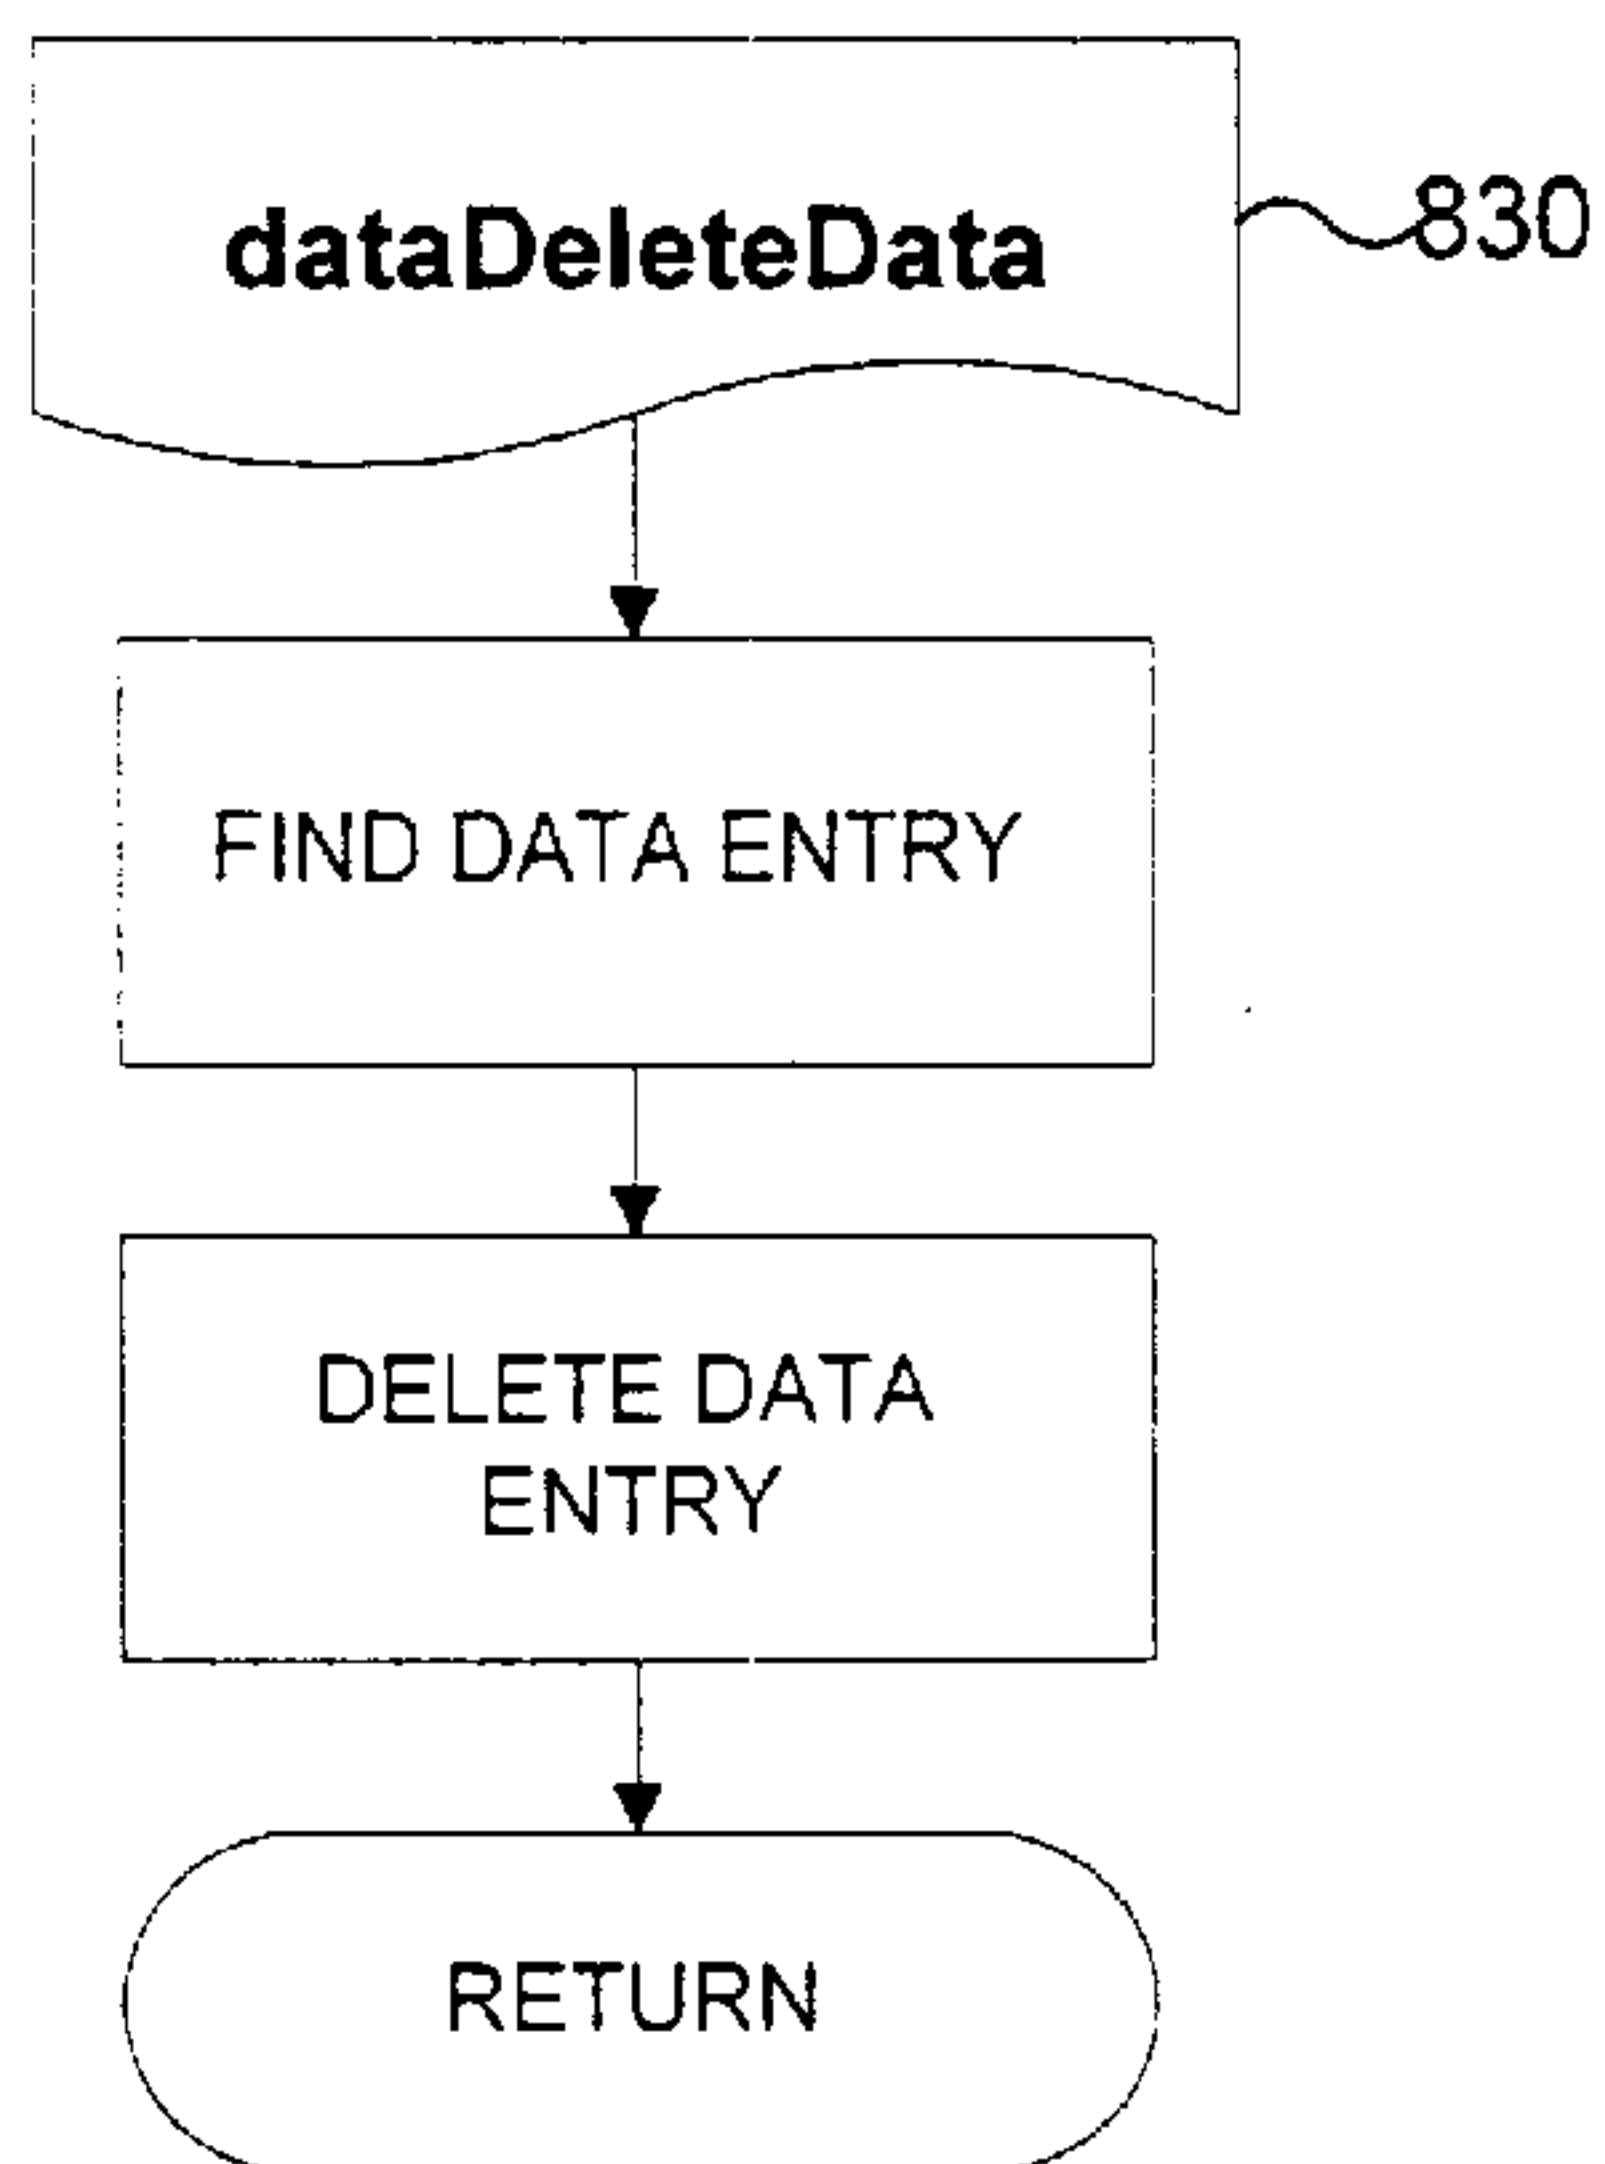 dataDeleteData
830
FIND DATA ENTRY
DELETE DATA
ENTRY
RETURN